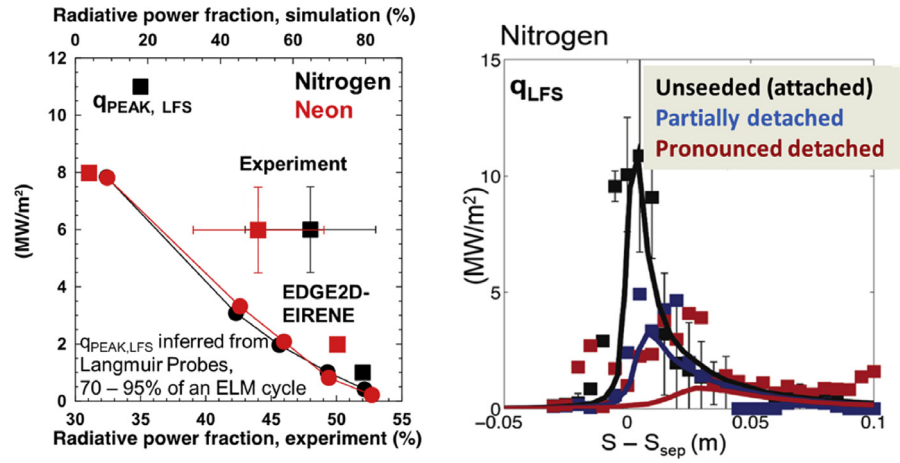 Radiative power fraction, simulation (%)
0 20 40 60 80
12
10
8
6
4
2
0
(MW/m²)
qPEAK, LFS
Nitrogen
Neon
Experiment
EDGE2D-
EIRENE
qPEAK,LFS inferred from
Langmuir Probes,
70 – 95% of an ELM cycle
30 35 40 45 50 55
Radiative power fraction, experiment (%)
Nitrogen
15
10
5
0
(MW/m²)
qLFS
Unseeded (attached)
Partially detached
Pronounced detached
−0.05 0 0.05 0.1
S − Ssep (m)